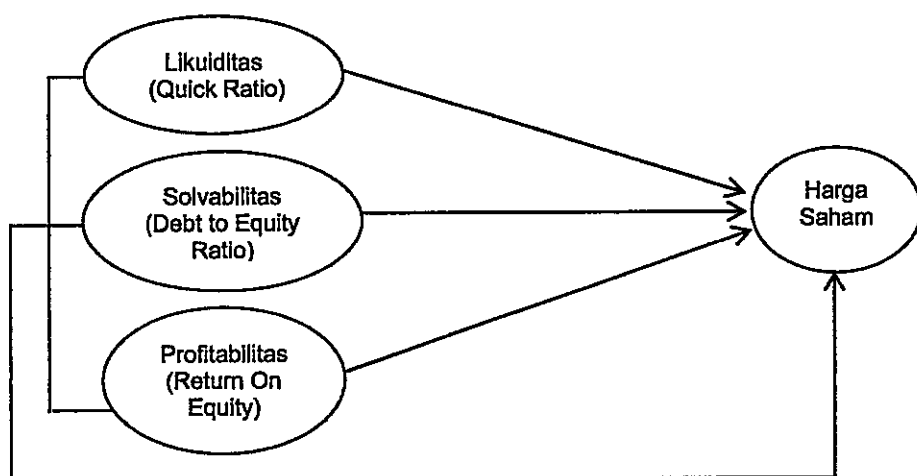 Likuiditas
(Quick Ratio)
Solvabilitas
(Debt to Equity
Ratio)
Harga
Saham
Profitabilitas
(Return On
Equity)